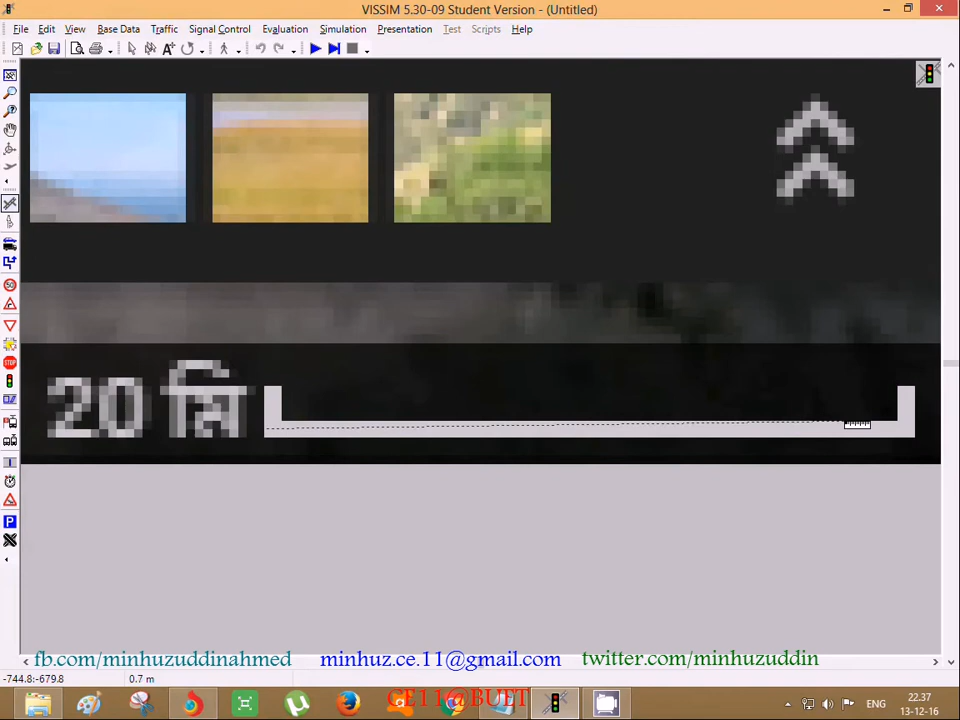 VISSIM 5.30-09 Student Version - (Untitled)
File Edit View Base Data Traffic Signal Control Evaluation Simulation Presentation Test Scripts Help
50
STOP
P
20 মি
fb.com/minhuzuddinahmed minhuz.ce.11@gmail.com twitter.com/minhuzuddin
-744.8:-679.8 0.7 m
CE11@BUET
ENG
22.37
13-12-16